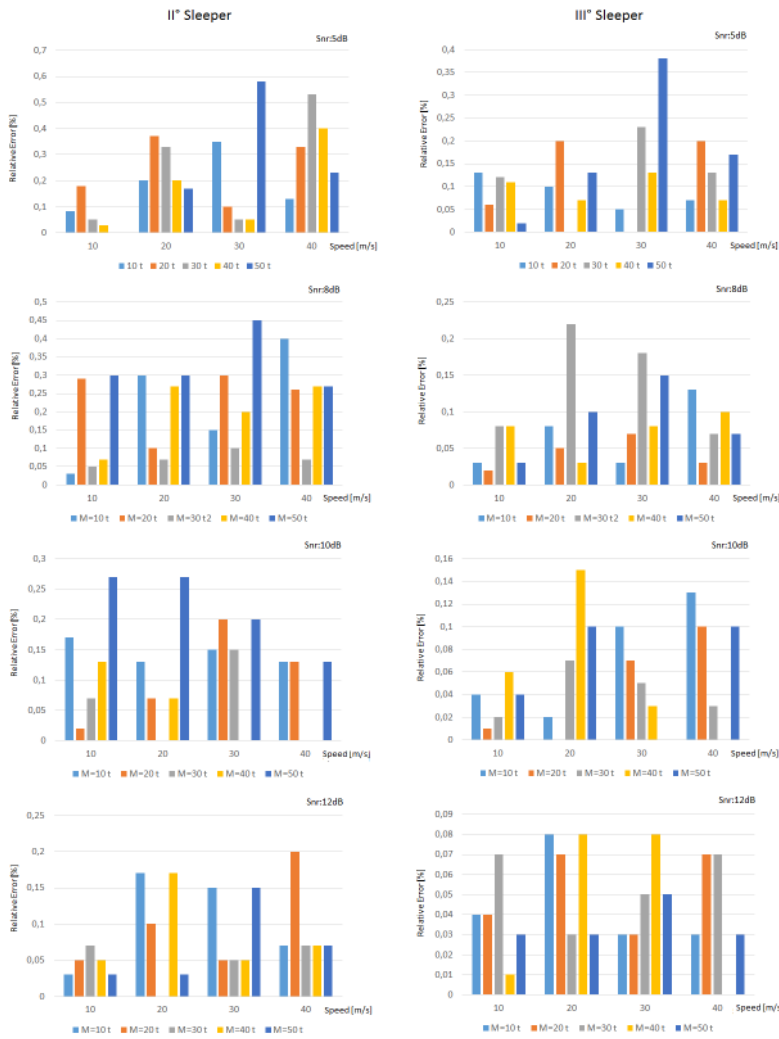 II° Sleeper
Snr:5dB
Relative Error [%]
0,7
0,6
0,5
0,4
0,3
0,2
0,1
0
10 20 30 40 Speed [m/s]
10 t 20 t 30 t 40 t 50 t
III° Sleeper
Snr:5dB
Relative Error [%]
0,4
0,35
0,3
0,25
0,2
0,15
0,1
0,05
0
10 20 30 40 Speed [m/s]
10 t 20 t 30 t 40 t 50 t
Snr:8dB
Relative Error [%]
0,5
0,45
0,4
0,35
0,3
0,25
0,2
0,15
0,1
0,05
0
10 20 30 40 Speed [m/s]
M=10 t M=20 t M=30 t2 M=40 t M=50 t
Snr:8dB
Relative Error [%]
0,25
0,2
0,15
0,1
0,05
0
10 20 30 40 Speed [m/s]
M=10 t M=20 t M=30 t2 M=40 t M=50 t
Snr:10dB
Relative Error [%]
0,3
0,25
0,2
0,15
0,1
0,05
0
10 20 30 40 Speed [m/s]
M=10 t M=20 t M=30 t M=40 t M=50 t
Snr:10dB
Relative Error [%]
0,16
0,14
0,12
0,1
0,08
0,06
0,04
0,02
0
10 20 30 40 Speed [m/s]
M=10 t M=20 t M=30 t M=40 t M=50 t
Snr:12dB
Relative Error [%]
0,25
0,2
0,15
0,1
0,05
0
10 20 30 40 Speed [m/s]
M=10 t M=20 t M=30 t M=40 t M=50 t
Snr:12dB
Relative Error [%]
0,09
0,08
0,07
0,06
0,05
0,04
0,03
0,02
0,01
0
10 20 30 40 Speed [m/s]
M=10 t M=20 t M=30 t M=40 t M=50 t